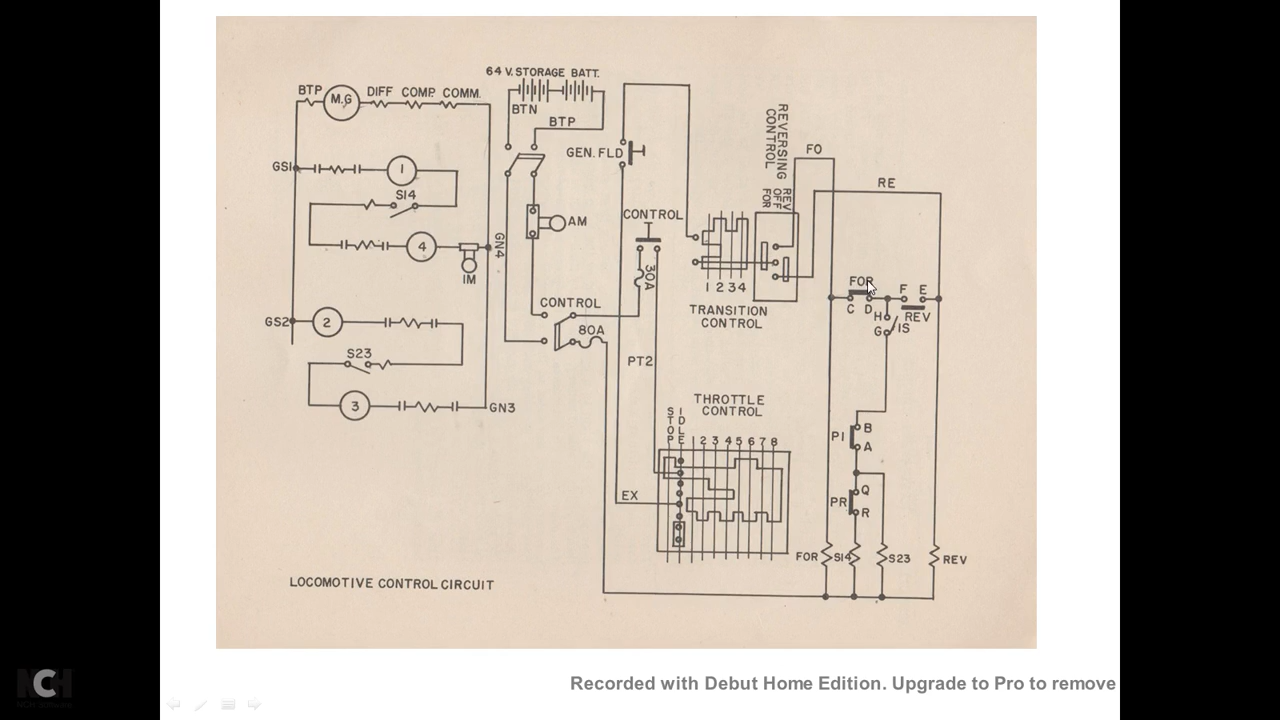 64 V. STORAGE BATT.
BTP
M.G
DIFF
COMP.
COMM.
BTN
BTP
GEN. FLD
REVERSING
CONTROL
FO
RE
REV
OFF
FOR
GS1
1
S14
4
IM
GN4
AM
CONTROL
30A
1 2 3 4
TRANSITION
CONTROL
FOR
C D
F E
REV
H
G
IS
GS2
2
S23
3
GN3
CONTROL
80A
PT2
THROTTLE
CONTROL
STOP
IDLE
1 2 3 4 5 6 7 8
EX
P1
B
A
PR
Q
R
FOR
S14
S23
REV
LOCOMOTIVE CONTROL CIRCUIT
NCH
Recorded with Debut Home Edition. Upgrade to Pro to remove